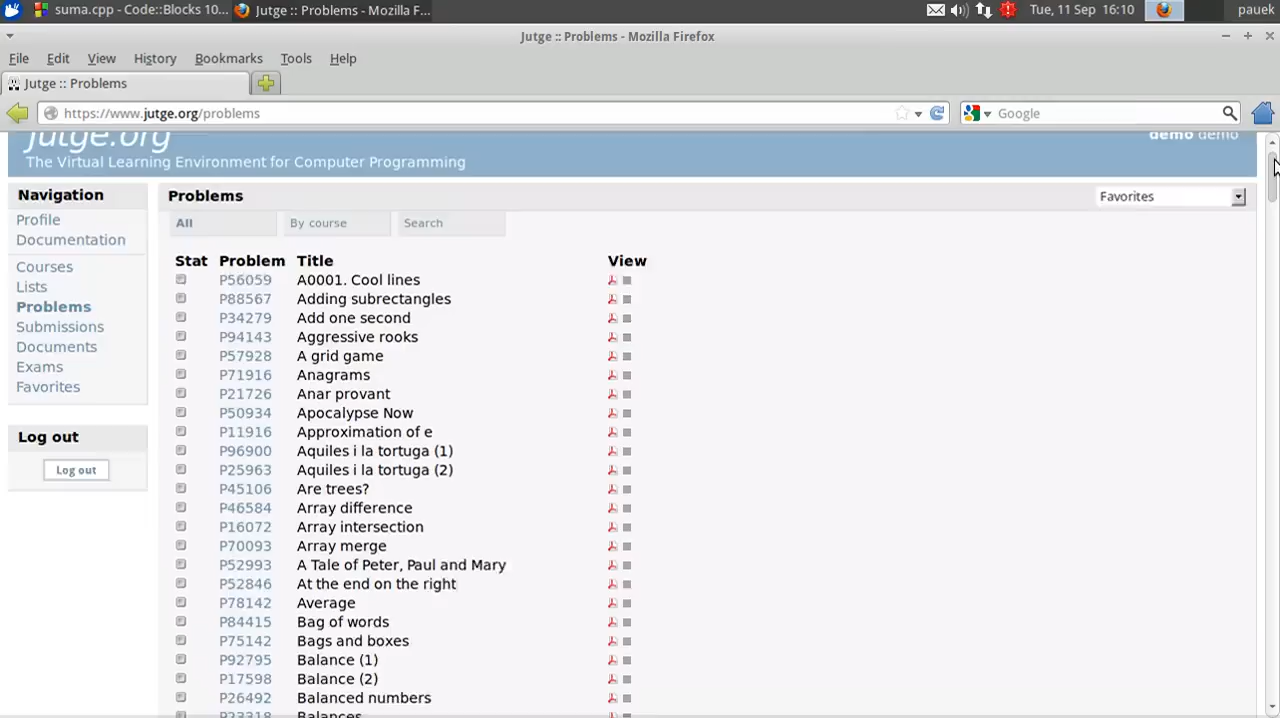 suma.cpp - Code::Blocks 10... Jutge :: Problems - Mozilla F... Tue, 11 Sep 16:10 pauek
Jutge :: Problems - Mozilla Firefox
File Edit View History Bookmarks Tools Help
Jutge :: Problems
https://www.jutge.org/problems Google
jutge.org demo demo
The Virtual Learning Environment for Computer Programming
Navigation
Profile
Documentation
Courses
Lists
Problems
Submissions
Documents
Exams
Favorites
Log out
Log out
Problems Favorites
All By course Search
Stat Problem Title View
P56059 A0001. Cool lines
P88567 Adding subrectangles
P34279 Add one second
P94143 Aggressive rooks
P57928 A grid game
P71916 Anagrams
P21726 Anar provant
P50934 Apocalypse Now
P11916 Approximation of e
P96900 Aquiles i la tortuga (1)
P25963 Aquiles i la tortuga (2)
P45106 Are trees?
P46584 Array difference
P16072 Array intersection
P70093 Array merge
P52993 A Tale of Peter, Paul and Mary
P52846 At the end on the right
P78142 Average
P84415 Bag of words
P75142 Bags and boxes
P92795 Balance (1)
P17598 Balance (2)
P26492 Balanced numbers
P23318 Balances